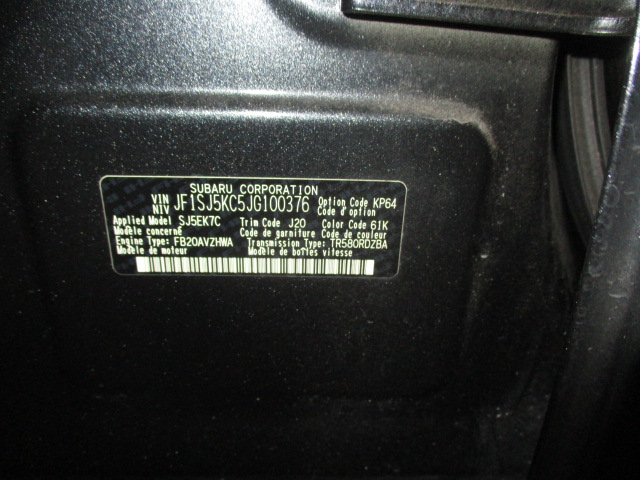 SUBARU CORPORATION
VIN NIV JF1SJ5KC5JG100376 Option Code KP64
Code d'option
Applied Model SJ5EK7C Trim Code J20 Color Code 61K
Modèle concerné Code de garniture Code de couleur
Engine Type: FB20AVZHWA Transmission Type: TR580RDZBA
Modèle de moteur Modèle de boîtes vitesse